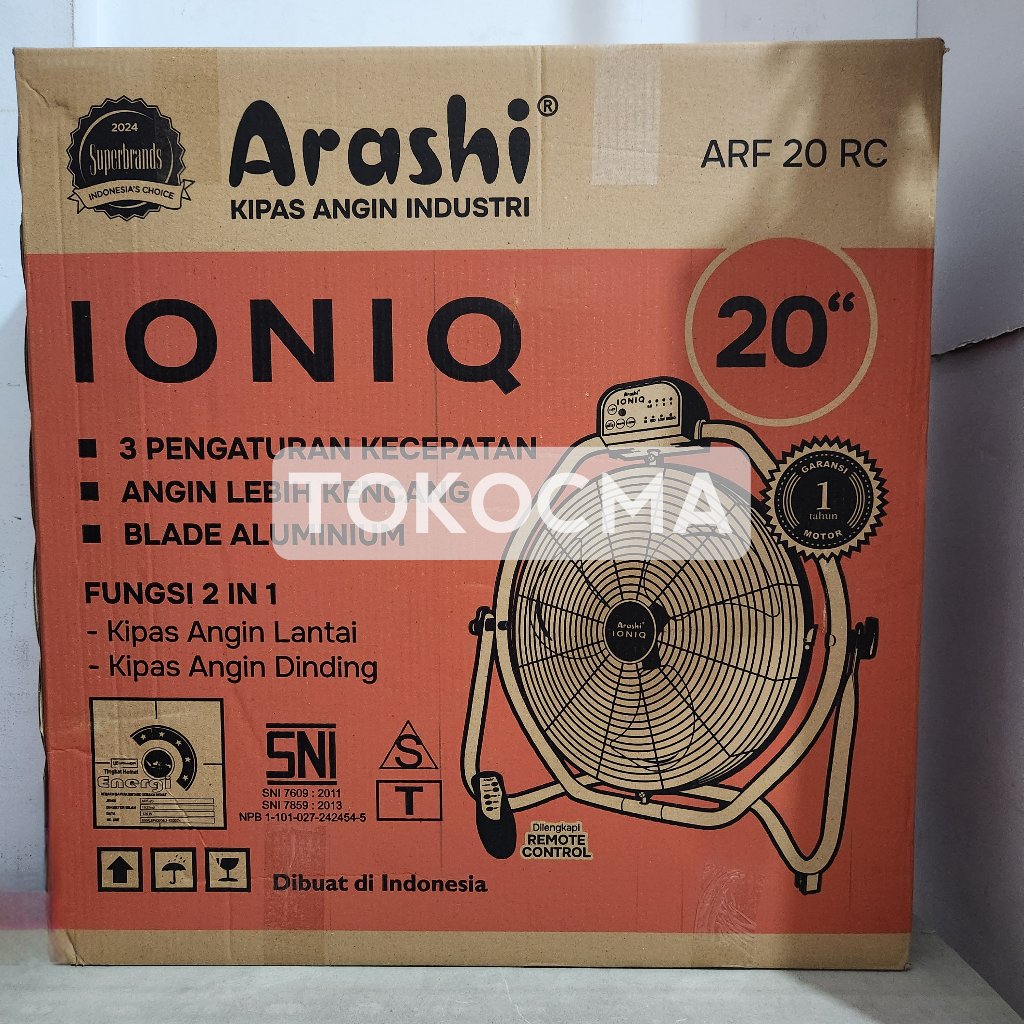 2024
Superbrands
INDONESIA'S CHOICE
Arashi®
KIPAS ANGIN INDUSTRI
ARF 20 RC
IONIQ
20“
■ 3 PENGATURAN KECEPATAN
■ ANGIN LEBIH KENCANG
■ BLADE ALUMINIUM
TOKOCMA
Arashi
IONIQ
GARANSI
1
tahun
MOTOR
FUNGSI 2 IN 1
- Kipas Angin Lantai
- Kipas Angin Dinding
Arashi
IONIQ
Tingkat Hemat
Energi
SNI
SNI 7609 : 2011
SNI 7859 : 2013
NPB 1-101-027-242454-5
S
T
Dilengkapi
REMOTE
CONTROL
Dibuat di Indonesia